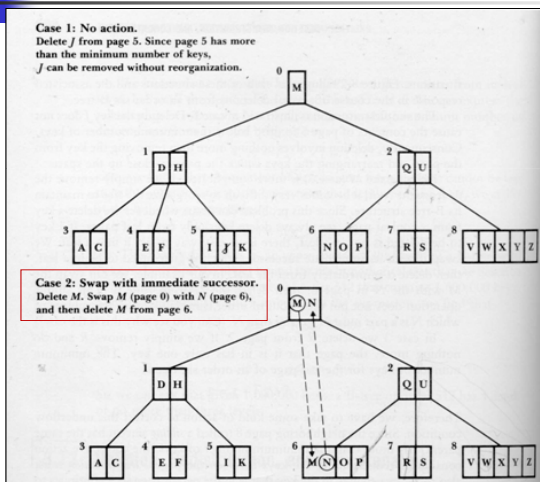 Case 1: No action.
Delete J from page 5. Since page 5 has more
than the minimum number of keys,
J can be removed without reorganization.
0
M
1 2
D H Q U
3 4 5 6 7 8
A C E F I J K N O P R S V W X Y Z
Case 2: Swap with immediate successor.
Delete M. Swap M (page 0) with N (page 6),
and then delete M from page 6.
0
M N
1 2
D H Q U
3 4 5 6 7 8
A C E F I K M N O P R S V W X Y Z